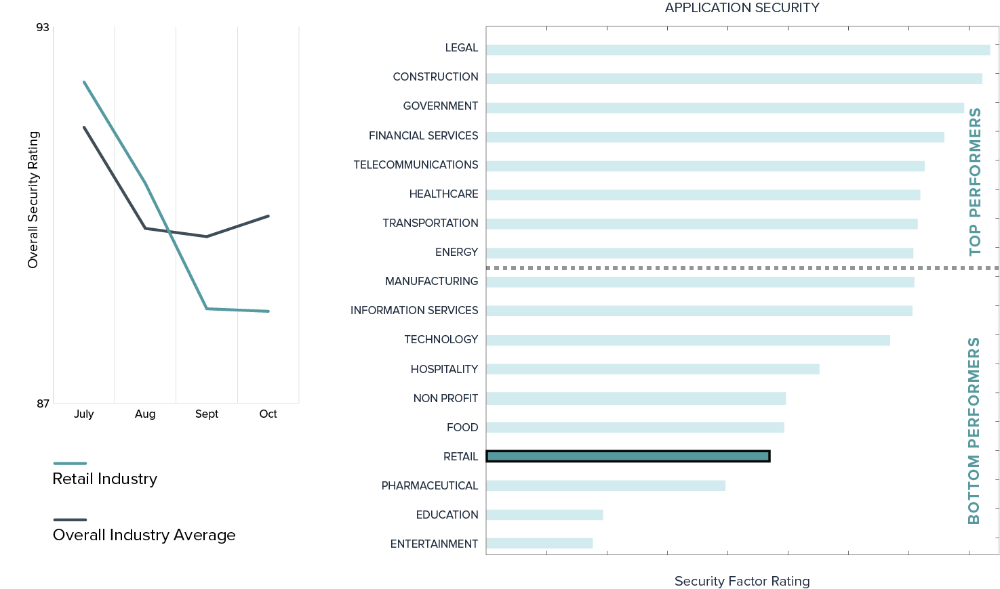 93
Overall Security Rating
87
July
Aug
Sept
Oct
Retail Industry
Overall Industry Average
APPLICATION SECURITY
LEGAL
CONSTRUCTION
GOVERNMENT
FINANCIAL SERVICES
TELECOMMUNICATIONS
HEALTHCARE
TRANSPORTATION
ENERGY
MANUFACTURING
INFORMATION SERVICES
TECHNOLOGY
HOSPITALITY
NON PROFIT
FOOD
RETAIL
PHARMACEUTICAL
EDUCATION
ENTERTAINMENT
TOP PERFORMERS
BOTTOM PERFORMERS
Security Factor Rating